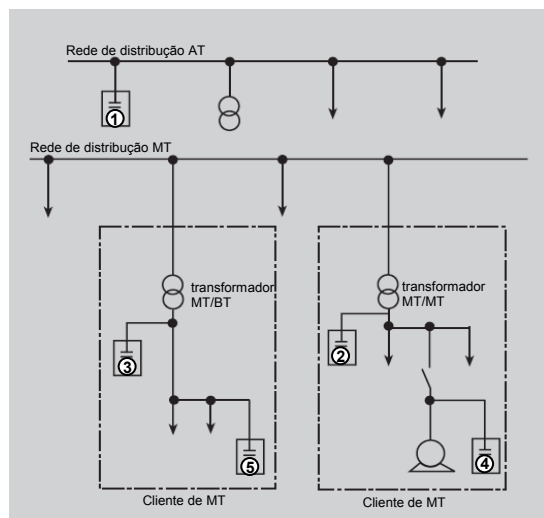 Rede de distribução AT
1
Rede de distribução MT
transformador
MT/BT
transformador
MT/MT
3
2
5
4
Cliente de MT
Cliente de MT